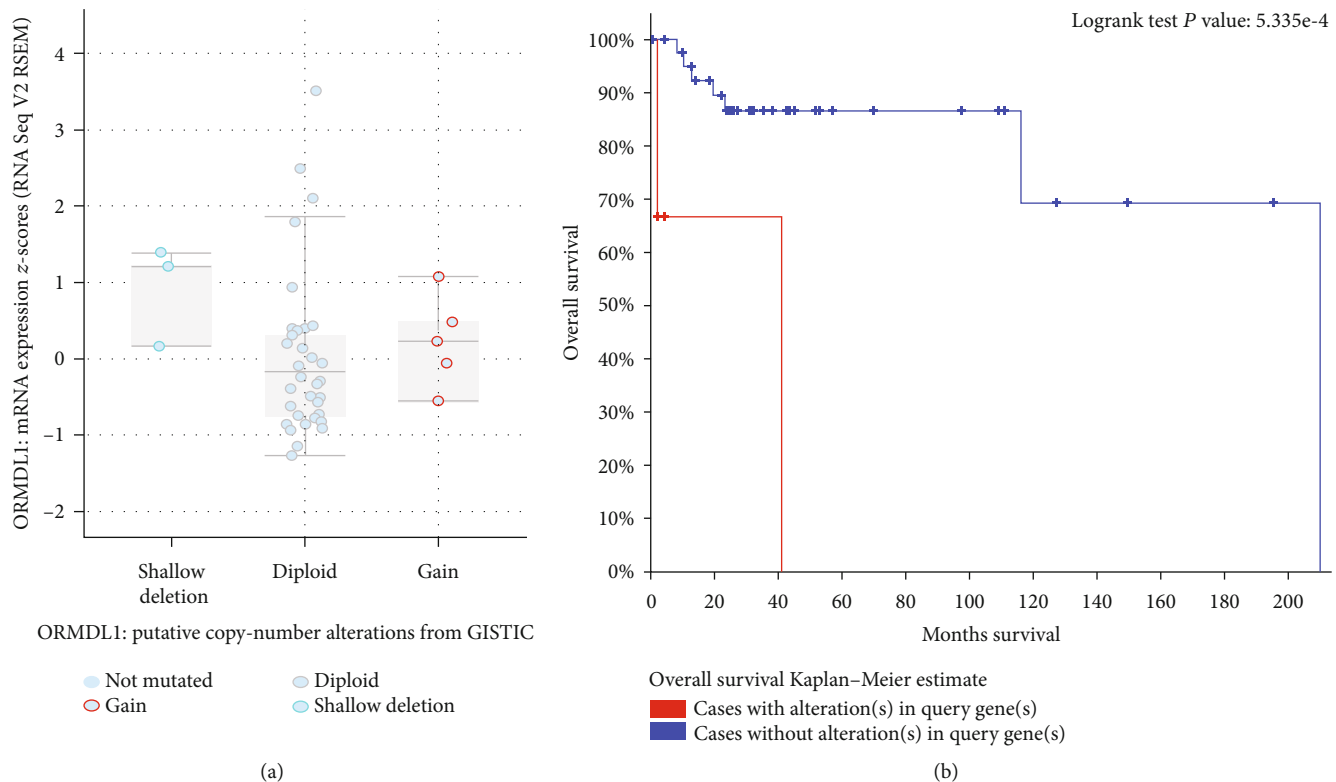 ORMDL1: mRNA expression z-scores (RNA Seq V2 RSEM)
4
3
2
1
0
−1
−2
Shallow
deletion
Diploid
Gain
ORMDL1: putative copy-number alterations from GISTIC
Not mutated
Diploid
Gain
Shallow deletion
(a)
Logrank test P value: 5.335e-4
Overall survival
100%
90%
80%
70%
60%
50%
40%
30%
20%
10%
0%
0 20 40 60 80 100 120 140 160 180 200
Months survival
Overall survival Kaplan–Meier estimate
Cases with alteration(s) in query gene(s)
Cases without alteration(s) in query gene(s)
(b)